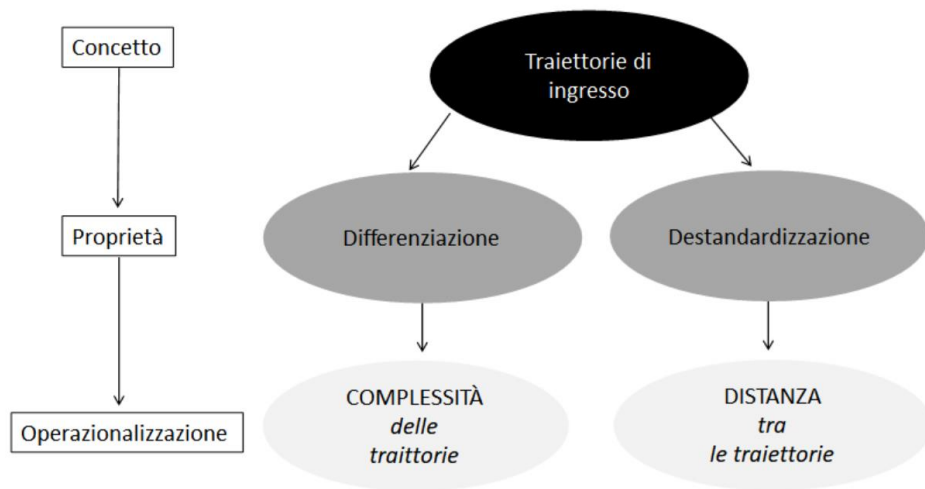 Concetto
Traiettorie di
ingresso
Proprietà
Differenziazione
Destandardizzazione
Operazionalizzazione
COMPLESSITÀ
delle
traittorie
DISTANZA
tra
le traiettorie